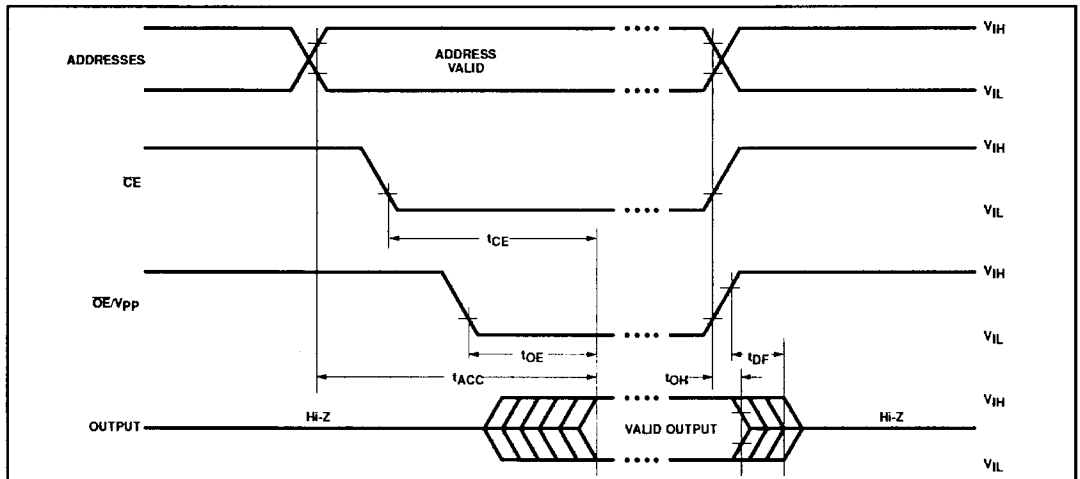 VIH
ADDRESSES
ADDRESS
VALID
VIL
VIH
CE
VIL
tCE
VIH
OE/VPP
VIL
tOE
tDF
tACC
tOH
VIH
OUTPUT
Hi-Z
VALID OUTPUT
Hi-Z
VIL